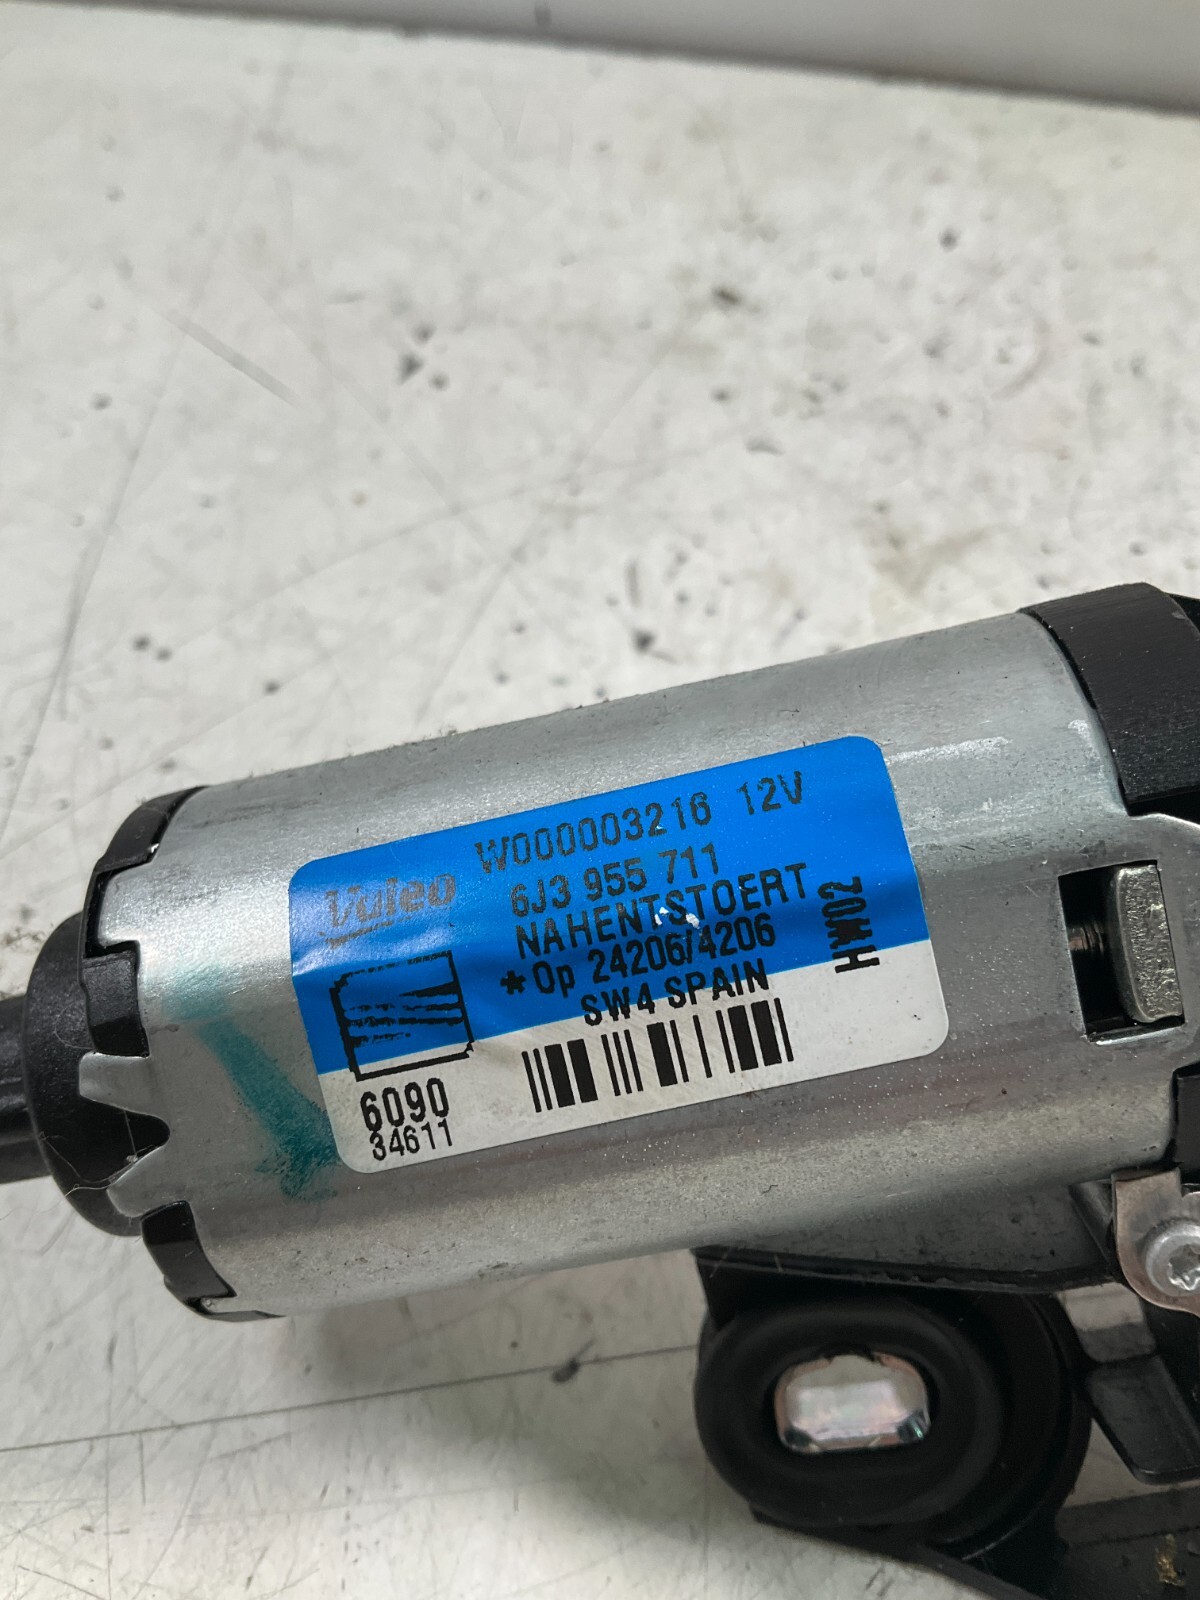 W000003216 12V
Valeo
6J3 955 711
NAHENTSTOERT
*Op 24206/4206
SW4 SPAIN
HW02
6090
34611